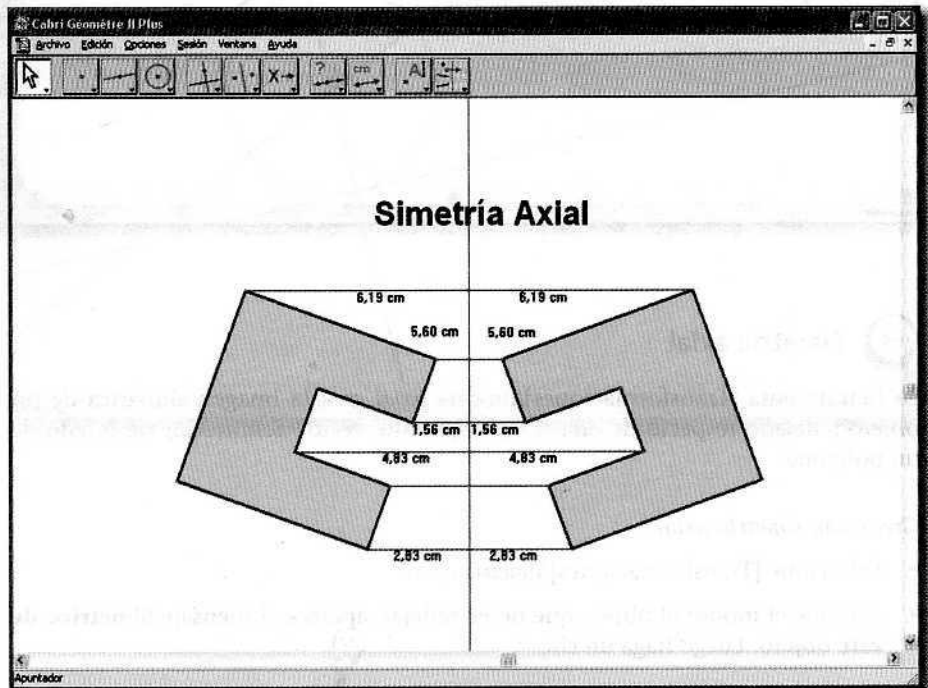 Cabri Géomètre II Plus
Archivo Edición Opciones Sesión Ventana Ayuda
? cm A
Simetría Axial
6,19 cm 6,19 cm
5,60 cm 5,60 cm
1,56 cm 1,56 cm
4,83 cm 4,83 cm
2,83 cm 2,83 cm
Apuntador